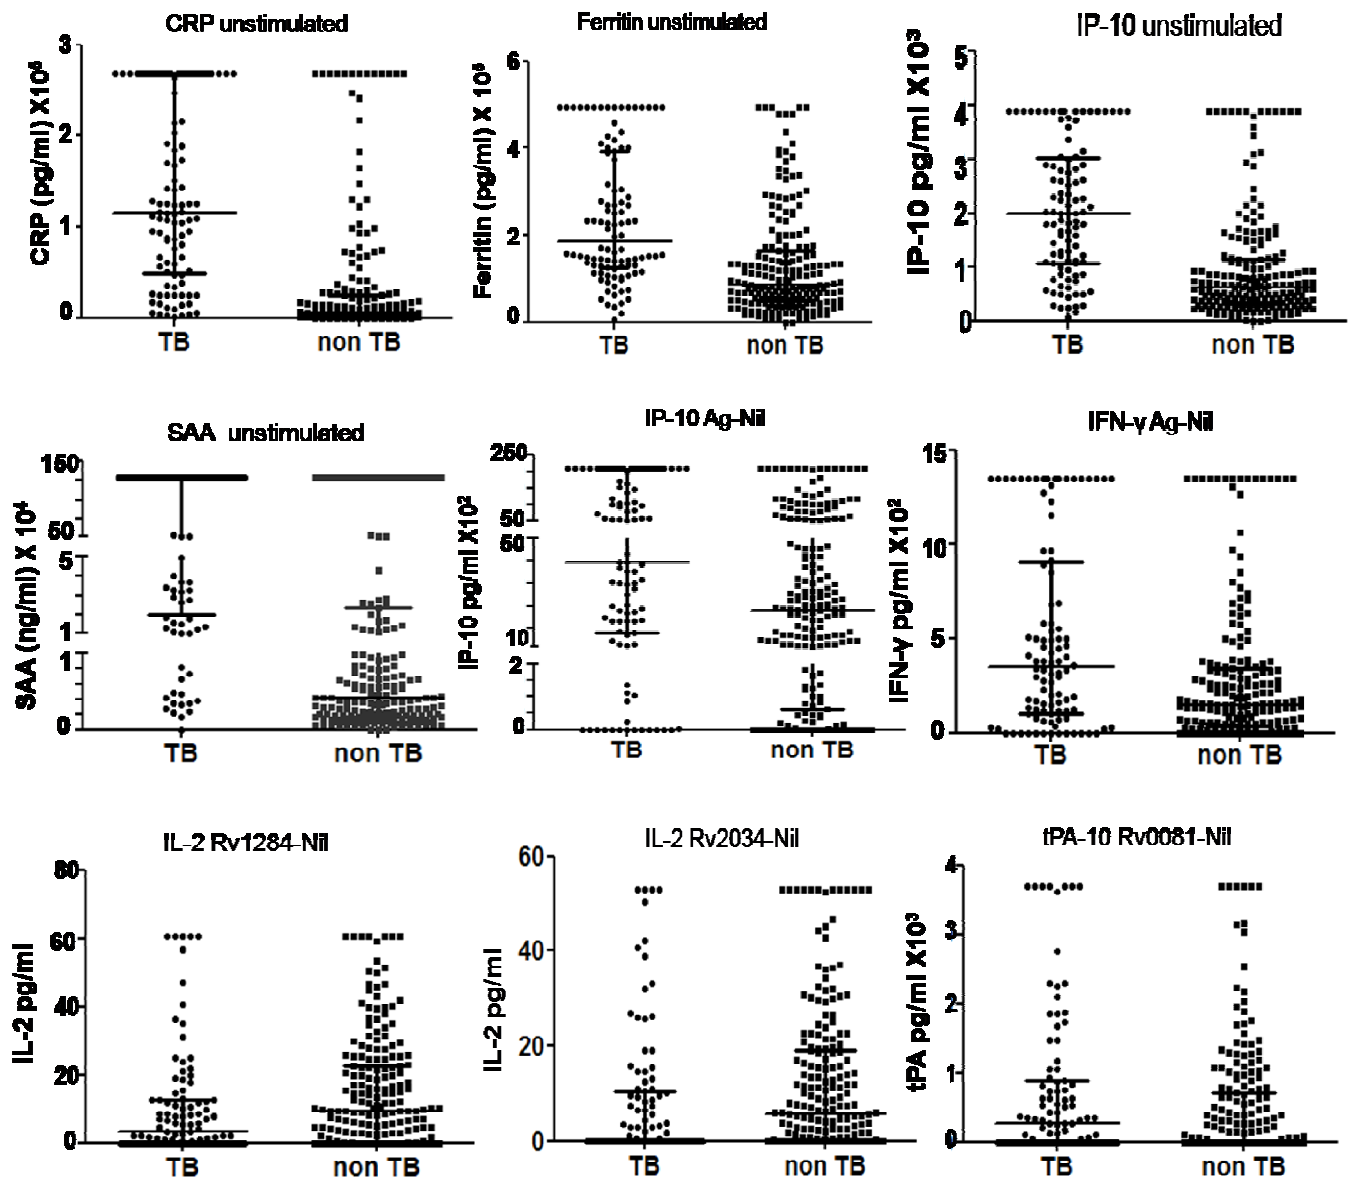 CRP unstimulated
CRP (pg/ml) X10⁵
3
2
1
0
TB
non TB
Ferritin unstimulated
Ferritin (pg/ml) X 10⁵
6
4
2
0
TB
non TB
IP-10 unstimulated
IP-10 pg/ml X10³
5
4
3
2
1
0
TB
non TB
SAA unstimulated
SAA (ng/ml) X 10⁴
150
50
5
1
1
0
TB
non TB
IP-10 Ag-Nil
IP-10 pg/ml X10²
250
50
50
10
2
0
TB
non TB
IFN-γ Ag-Nil
IFN-γ pg/ml X10²
15
10
5
0
TB
non TB
IL-2 Rv1284-Nil
IL-2 pg/ml
80
60
40
20
0
TB
non TB
IL-2 Rv2034-Nil
IL-2 pg/ml
60
40
20
0
TB
non TB
tPA-10 Rv0081-Nil
tPA pg/ml X10³
4
3
2
1
0
TB
non TB